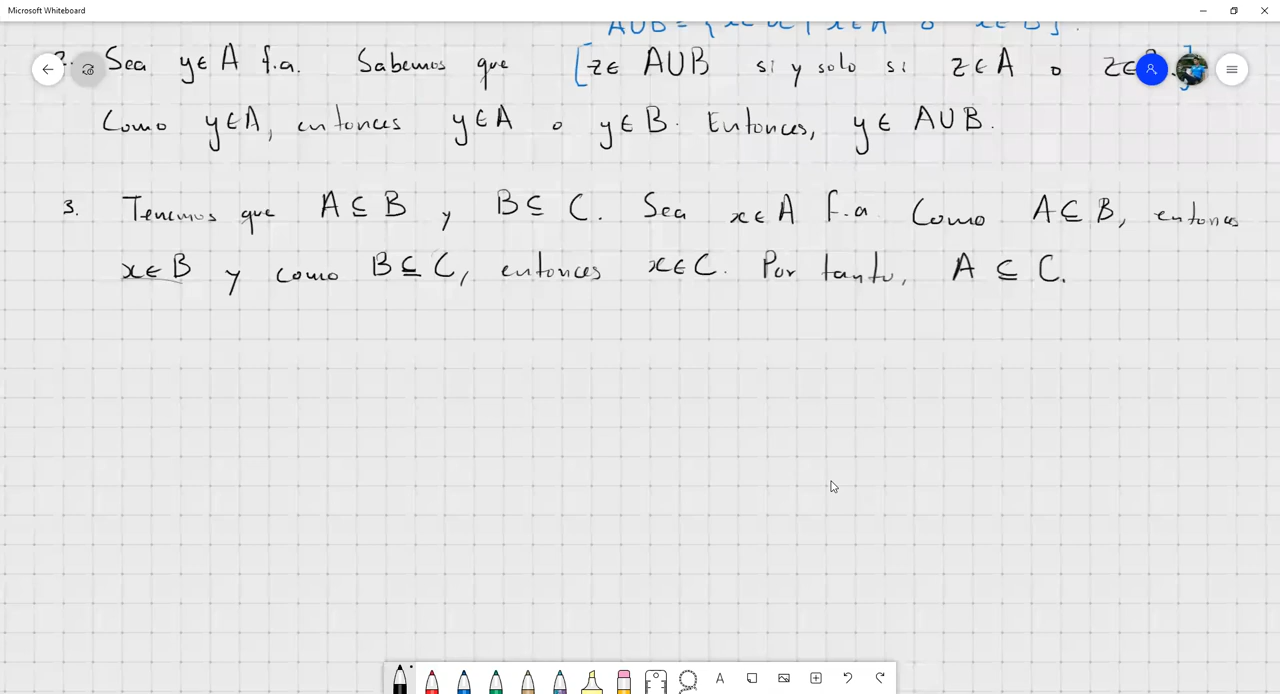 Microsoft Whiteboard
2. Sea y∈A f.a. Sabemos que [z∈ A∪B si y solo si z∈A o z∈
Como y∈A, entonces y∈A o y∈B. Entonces, y∈ A∪B.
3. Tenemos que A⊆B y B⊆C. Sea x∈A f.a Como A⊆B, entonces
x∈B y como B⊆C, entonces x∈C. Por tanto, A⊆C.